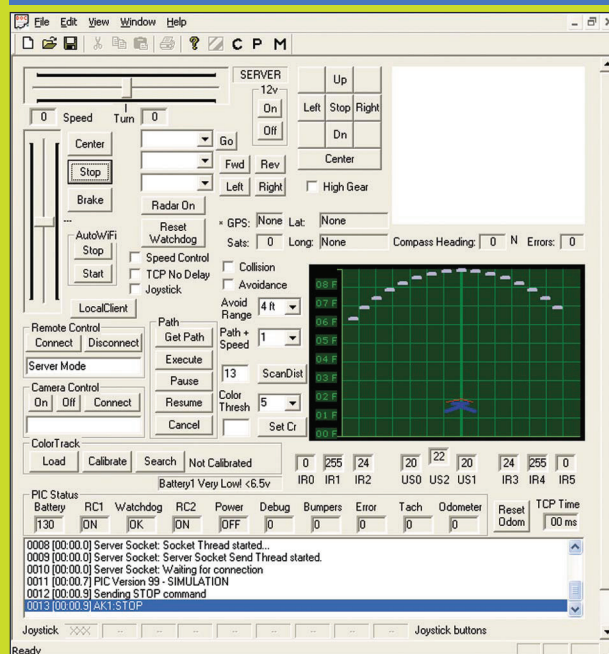 File Edit View Window Help
C P M
SERVER
0 Speed Turn 0
Center
Stop
Brake
---
AutoWiFi
Stop
Start
LocalClient
Go
Fwd Rev
Left Right
Radar On
Reset
Watchdog
Speed Control
TCP No Delay
Joystick
12v
On
Off
Up
Left Stop Right
Dn
Center
High Gear
* GPS: None Lat: None
Sats: 0 Long: None
Compass Heading: 0 N Errors: 0
Collision
Avoidance
Avoid
Range 4 ft
Path +
Speed 1
13 ScanDist
Color
Thresh 5
Set Cr
08 F
07 F
06 F
05 F
04 F
03 F
02 F
01 F
00 F
Remote Control
Connect Disconnect
Server Mode
Camera Control
On Off Connect
Path
Get Path
Execute
Pause
Resume
Cancel
ColorTrack
Load Calibrate Search Not Calibrated
Battery1 Very Low! <6.5v
0 255 24 20 22 20 24 255 0
IR0 IR1 IR2 US0 US2 US1 IR3 IR4 IR5
PIC Status
Battery RC1 Watchdog RC2 Power Debug Bumpers Error Tach Odometer
130 ON OK ON OFF 0 0 0 0 0
Reset
Odom
TCP Time
00 ms
0008 [00:00.0] Server Socket: Socket Thread started...
0009 [00:00.0] Server Socket: Server Socket Send Thread started.
0010 [00:00.0] Server Socket: Waiting for connection
0011 [00:00.7] PIC Version 99 - SIMULATION
0012 [00:00.9] Sending STOP command
0013 [00:00.9] AK1:STOP
Joystick XXX -- -- -- -- -- -- -- -- Joystick buttons
Ready